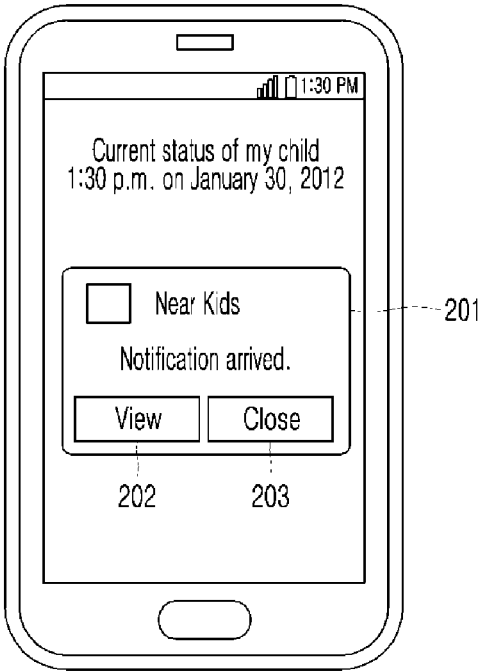 1:30 PM
Current status of my child
1:30 p.m. on January 30, 2012
Near Kids
201
Notification arrived.
View Close
202 203